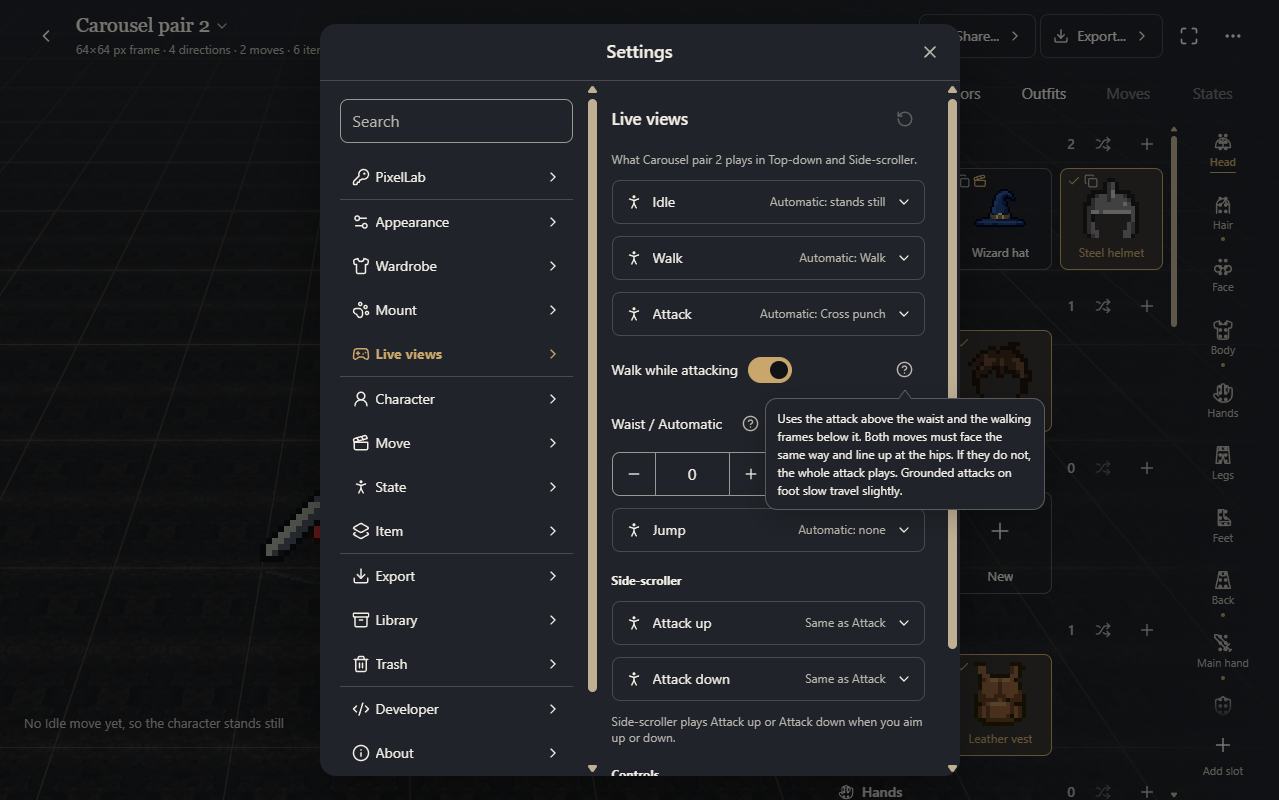 Carousel pair 2
64×64 px frame · 4 directions · 2 moves · 6 iter
Share...
Export...
Settings
Search
PixelLab
Appearance
Wardrobe
Mount
Live views
Character
Move
State
Item
Export
Library
Trash
Developer
About
Live views
What Carousel pair 2 plays in Top-down and Side-scroller.
Idle
Automatic: stands still
Walk
Automatic: Walk
Attack
Automatic: Cross punch
Walk while attacking
Uses the attack above the waist and the walking
frames below it. Both moves must face the
same way and line up at the hips. If they do not,
the whole attack plays. Grounded attacks on
foot slow travel slightly.
Waist / Automatic
0
Jump
Automatic: none
Side-scroller
Attack up
Same as Attack
Attack down
Same as Attack
Side-scroller plays Attack up or Attack down when you aim
up or down.
Controls
ors
Outfits
Moves
States
2
Wizard hat
Steel helmet
1
0
New
1
Leather vest
Hands
0
Head
Hair
Face
Body
Hands
Legs
Feet
Back
Main hand
Add slot
No Idle move yet, so the character stands still